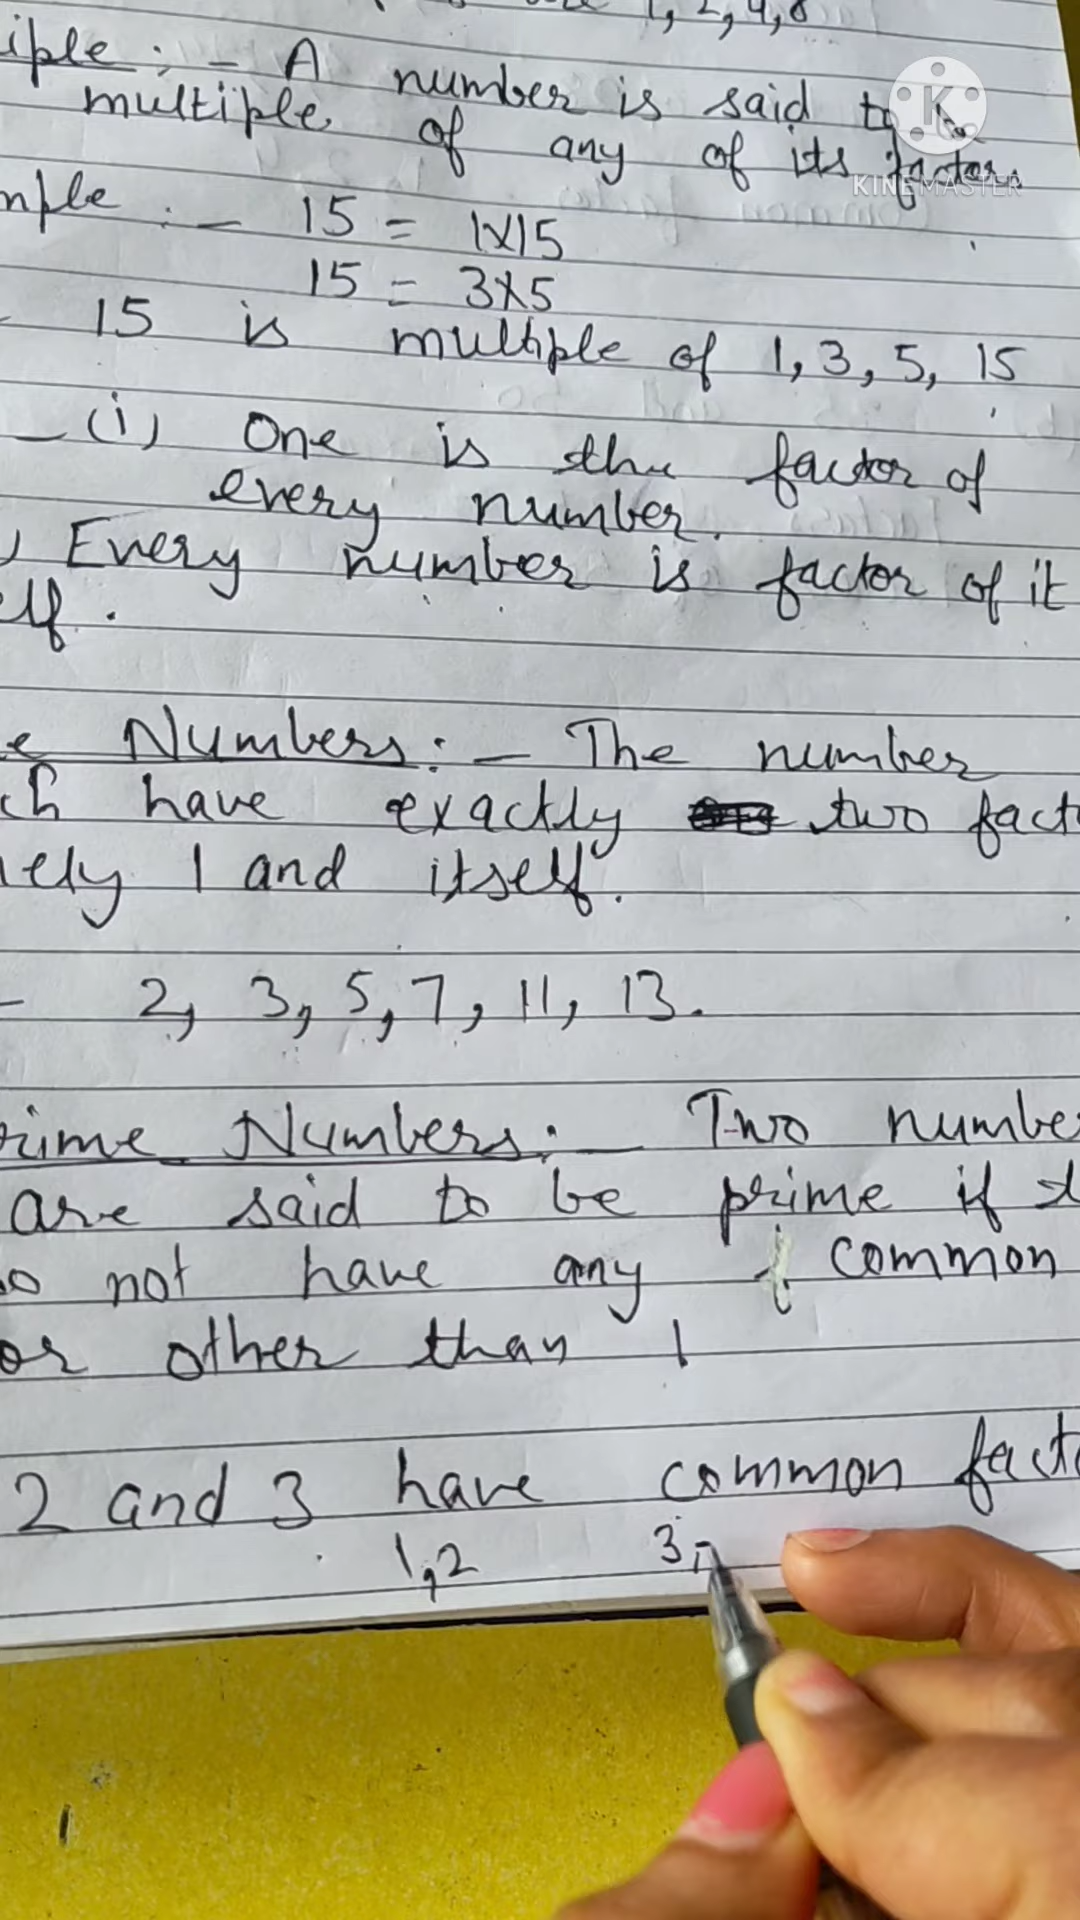 1, 2, 4, 8
iple :- A number is said to be
multiple of any of its factor.
KINEMASTER
mple :- 15 = 1×15
15 = 3×5
15 is multiple of 1, 3, 5, 15
- (i) One is the factor of
every number.
) Every number is factor of it
elf.
e Numbers:- The number
ch have exactly two fact
ely 1 and itself.
- 2, 3, 5, 7, 11, 13.
rime Numbers:- Two number
are said to be prime if
o not have any common
or other than 1
2 and 3 have common facto
1, 2 3,